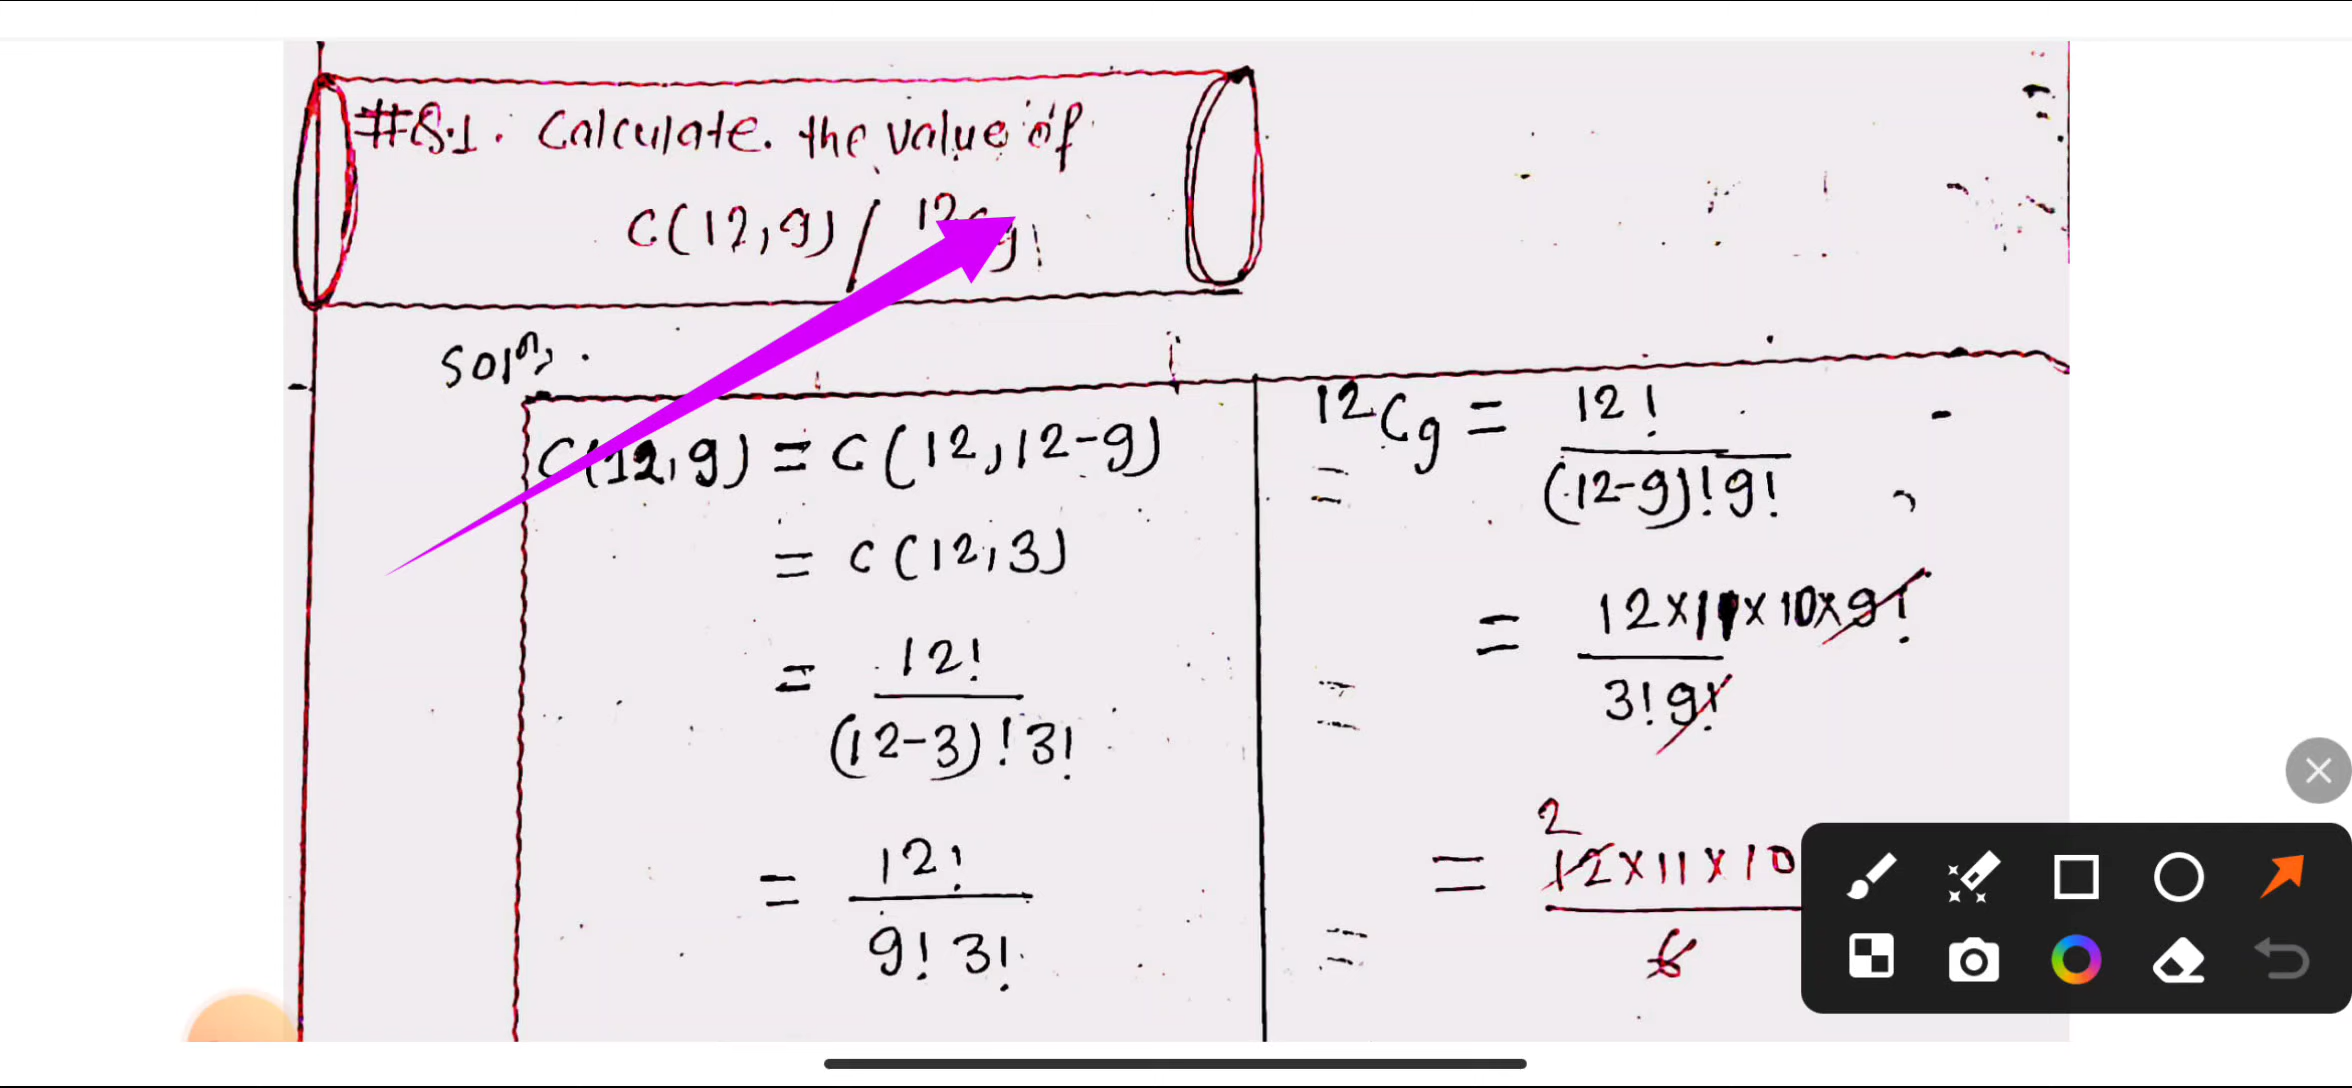 #Q.1. Calculate. the value of
C(12,9) / ¹²C₉
Solⁿ,
C(12,9) = C(12,12-9)
= C(12,3)
= 12!
(12-3)!3!
= 12!
9! 3!
¹²C₉ = 12!
(12-9)!9!
= 12×11×10×9!
3!9!
2
= 12×11×10
6